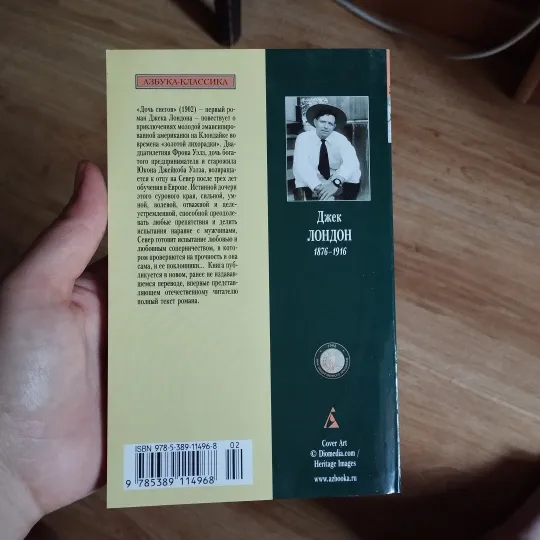 АЗБУКА-КЛАССИКА
«Дочь снегов» (1902) — первый ро-
ман Джека Лондона — повествует о
приключениях молодой эмансипиро-
ванной американки на Клондайке во
времена «золотой лихорадки». Два-
дцатилетняя Фрона Уэлз, дочь бога-
того предпринимателя и старожила
Юкона Джейкоба Уэлза, возвраща-
ется к отцу на Север после трех лет
обучения в Европе. Истинной дочери
этого сурового края, сильной, ум-
ной, волевой, отважной и целе-
устремленной, способной преодоле-
вать любые препятствия и делить
испытания наравне с мужчинами,
Север готовит испытание любовью и
любовным соперничеством, в кото-
ром проверяются на прочность и она
сама, и ее поклонники... Книга пуб-
ликуется в новом, ранее не издавав-
шемся переводе, впервые представ-
ляющем отечественному читателю
полный текст романа.
ISBN 978-5-389-11496-8
02
9 785389 114968
Джек
ЛОНДОН
1876–1916
Cover Art
© Diomedia.com /
Heritage Images
www.azbooka.ru